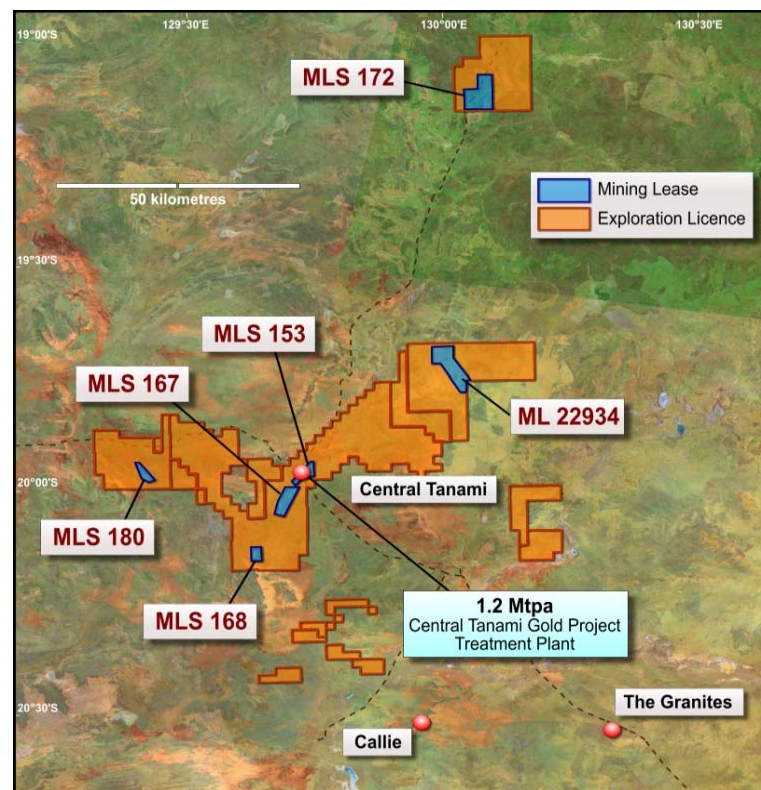 129°30'E
130°00'E
130°30'E
19°00'S
MLS 172
50 kilometres
Mining Lease
Exploration Licence
19°30'S
MLS 153
MLS 167
ML 22934
20°00'S
Central Tanami
MLS 180
1.2 Mtpa
Central Tanami Gold Project
Treatment Plant
MLS 168
20°30'S
The Granites
Callie